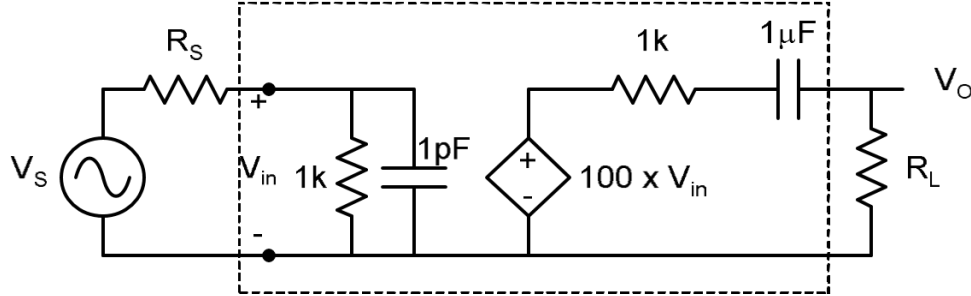 R_S
1k
1μF
V_O
+
V_S
V_in
1k
1pF
+
-
100 x V_in
R_L
-